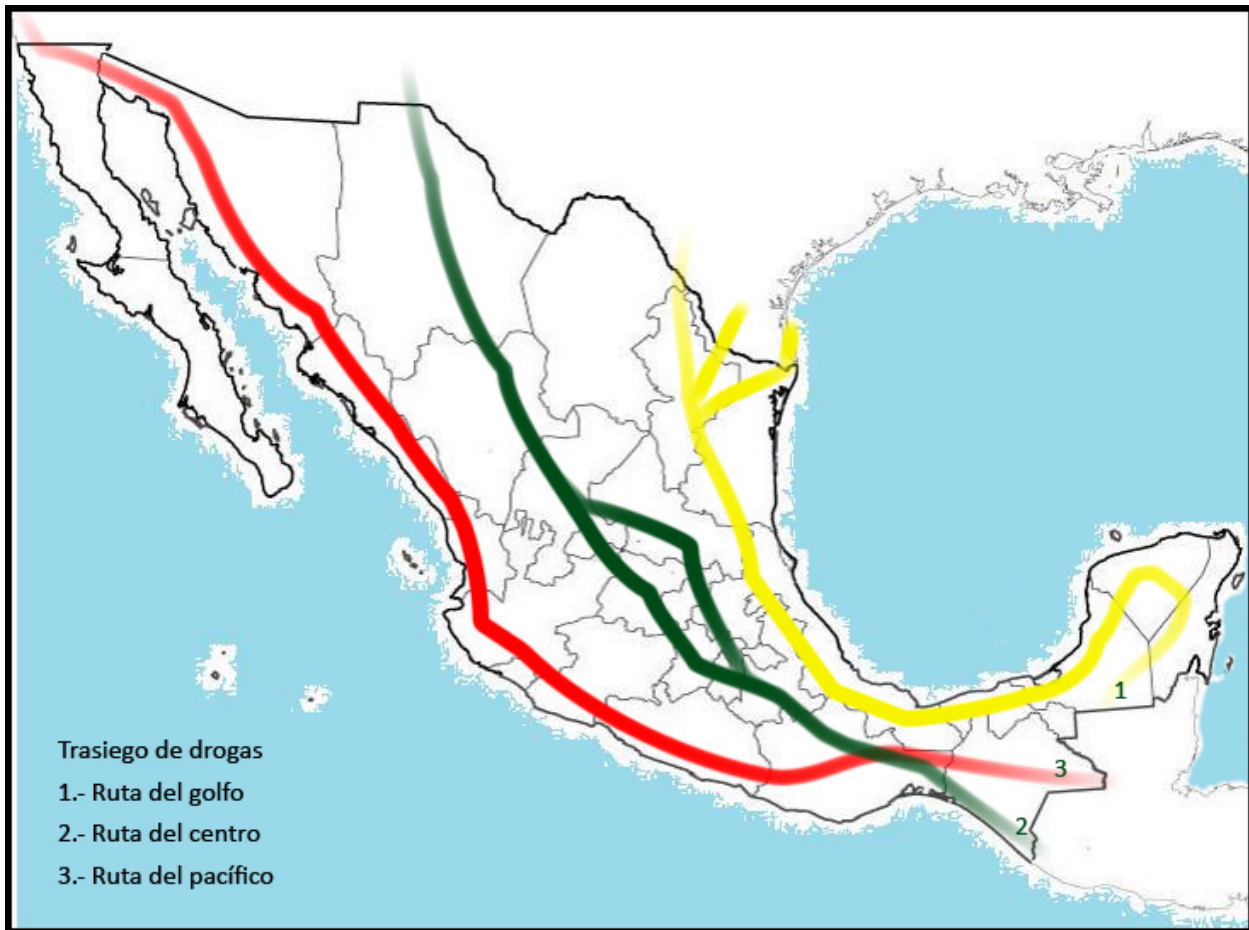 1
3
2
Trasiego de drogas
1.- Ruta del golfo
2.- Ruta del centro
3.- Ruta del pacífico